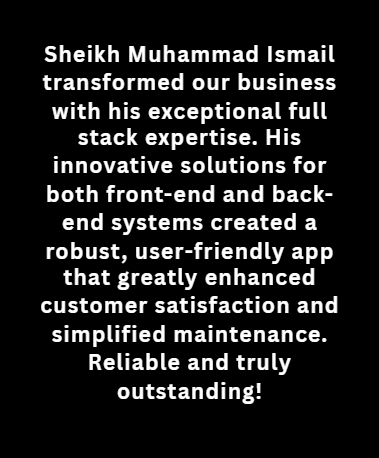 Sheikh Muhammad Ismail
transformed our business
with his exceptional full
stack expertise. His
innovative solutions for
both front-end and back-
end systems created a
robust, user-friendly app
that greatly enhanced
customer satisfaction and
simplified maintenance.
Reliable and truly
outstanding!